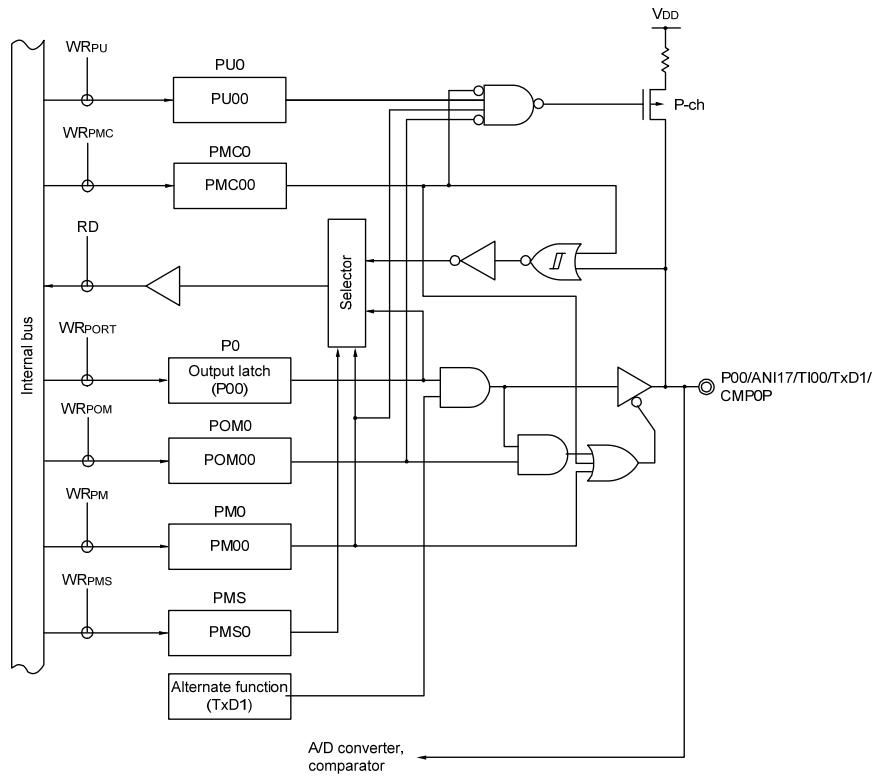 VDD
WRPU
PU0
PU00
P-ch
WRPMC
PMC0
PMC00
RD
Selector
Internal bus
WRPORT
P0
Output latch
(P00)
P00/ANI17/TI00/TxD1/
CMP0P
WRPOM
POM0
POM00
WRPM
PM0
PM00
WRPMS
PMS
PMS0
Alternate function
(TxD1)
A/D converter,
comparator